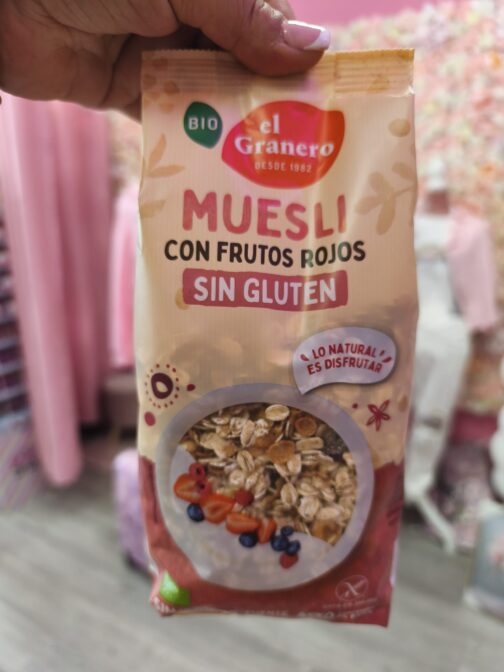 BIO
el
Granero
DESDE 1982
MUESLI
CON FRUTOS ROJOS
SIN GLUTEN
LO NATURAL
ES DISFRUTAR